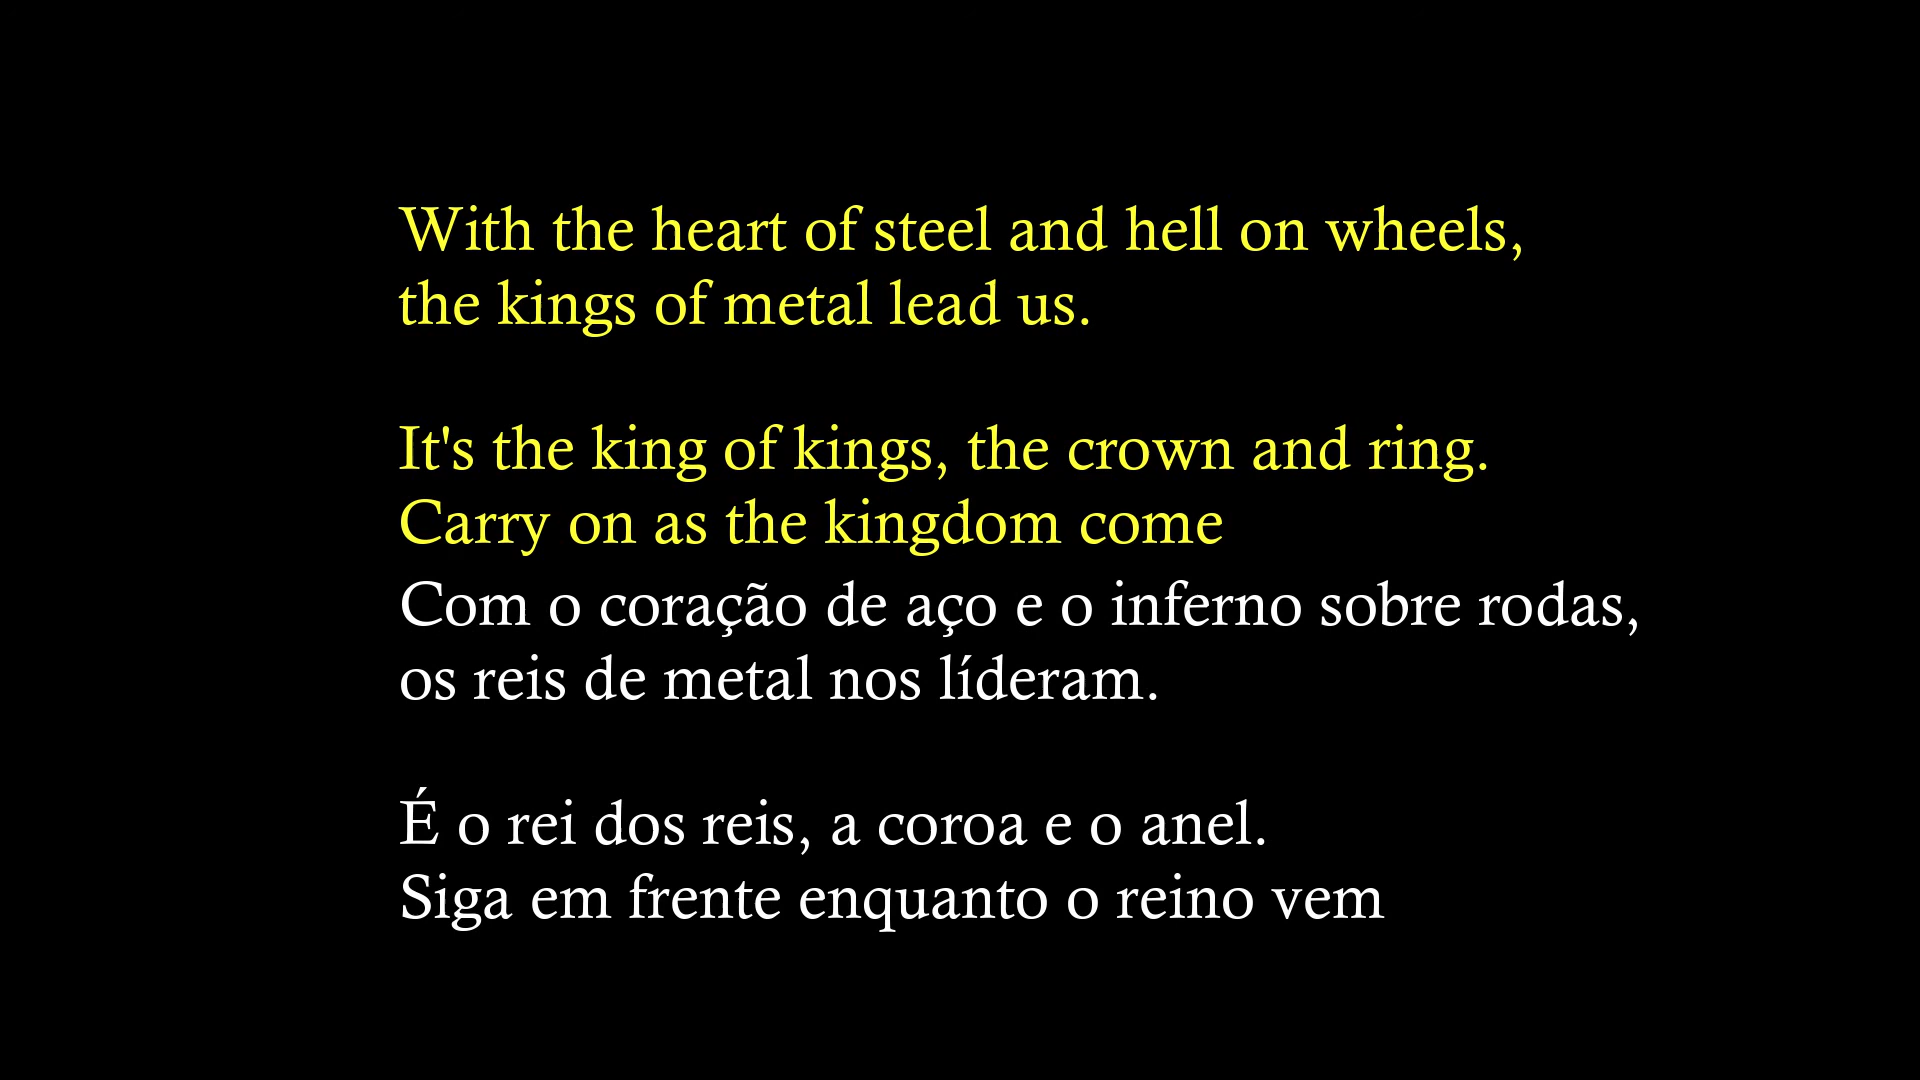 With the heart of steel and hell on wheels,
the kings of metal lead us.
It's the king of kings, the crown and ring.
Carry on as the kingdom come
Com o coração de aço e o inferno sobre rodas,
os reis de metal nos líderam.
É o rei dos reis, a coroa e o anel.
Siga em frente enquanto o reino vem